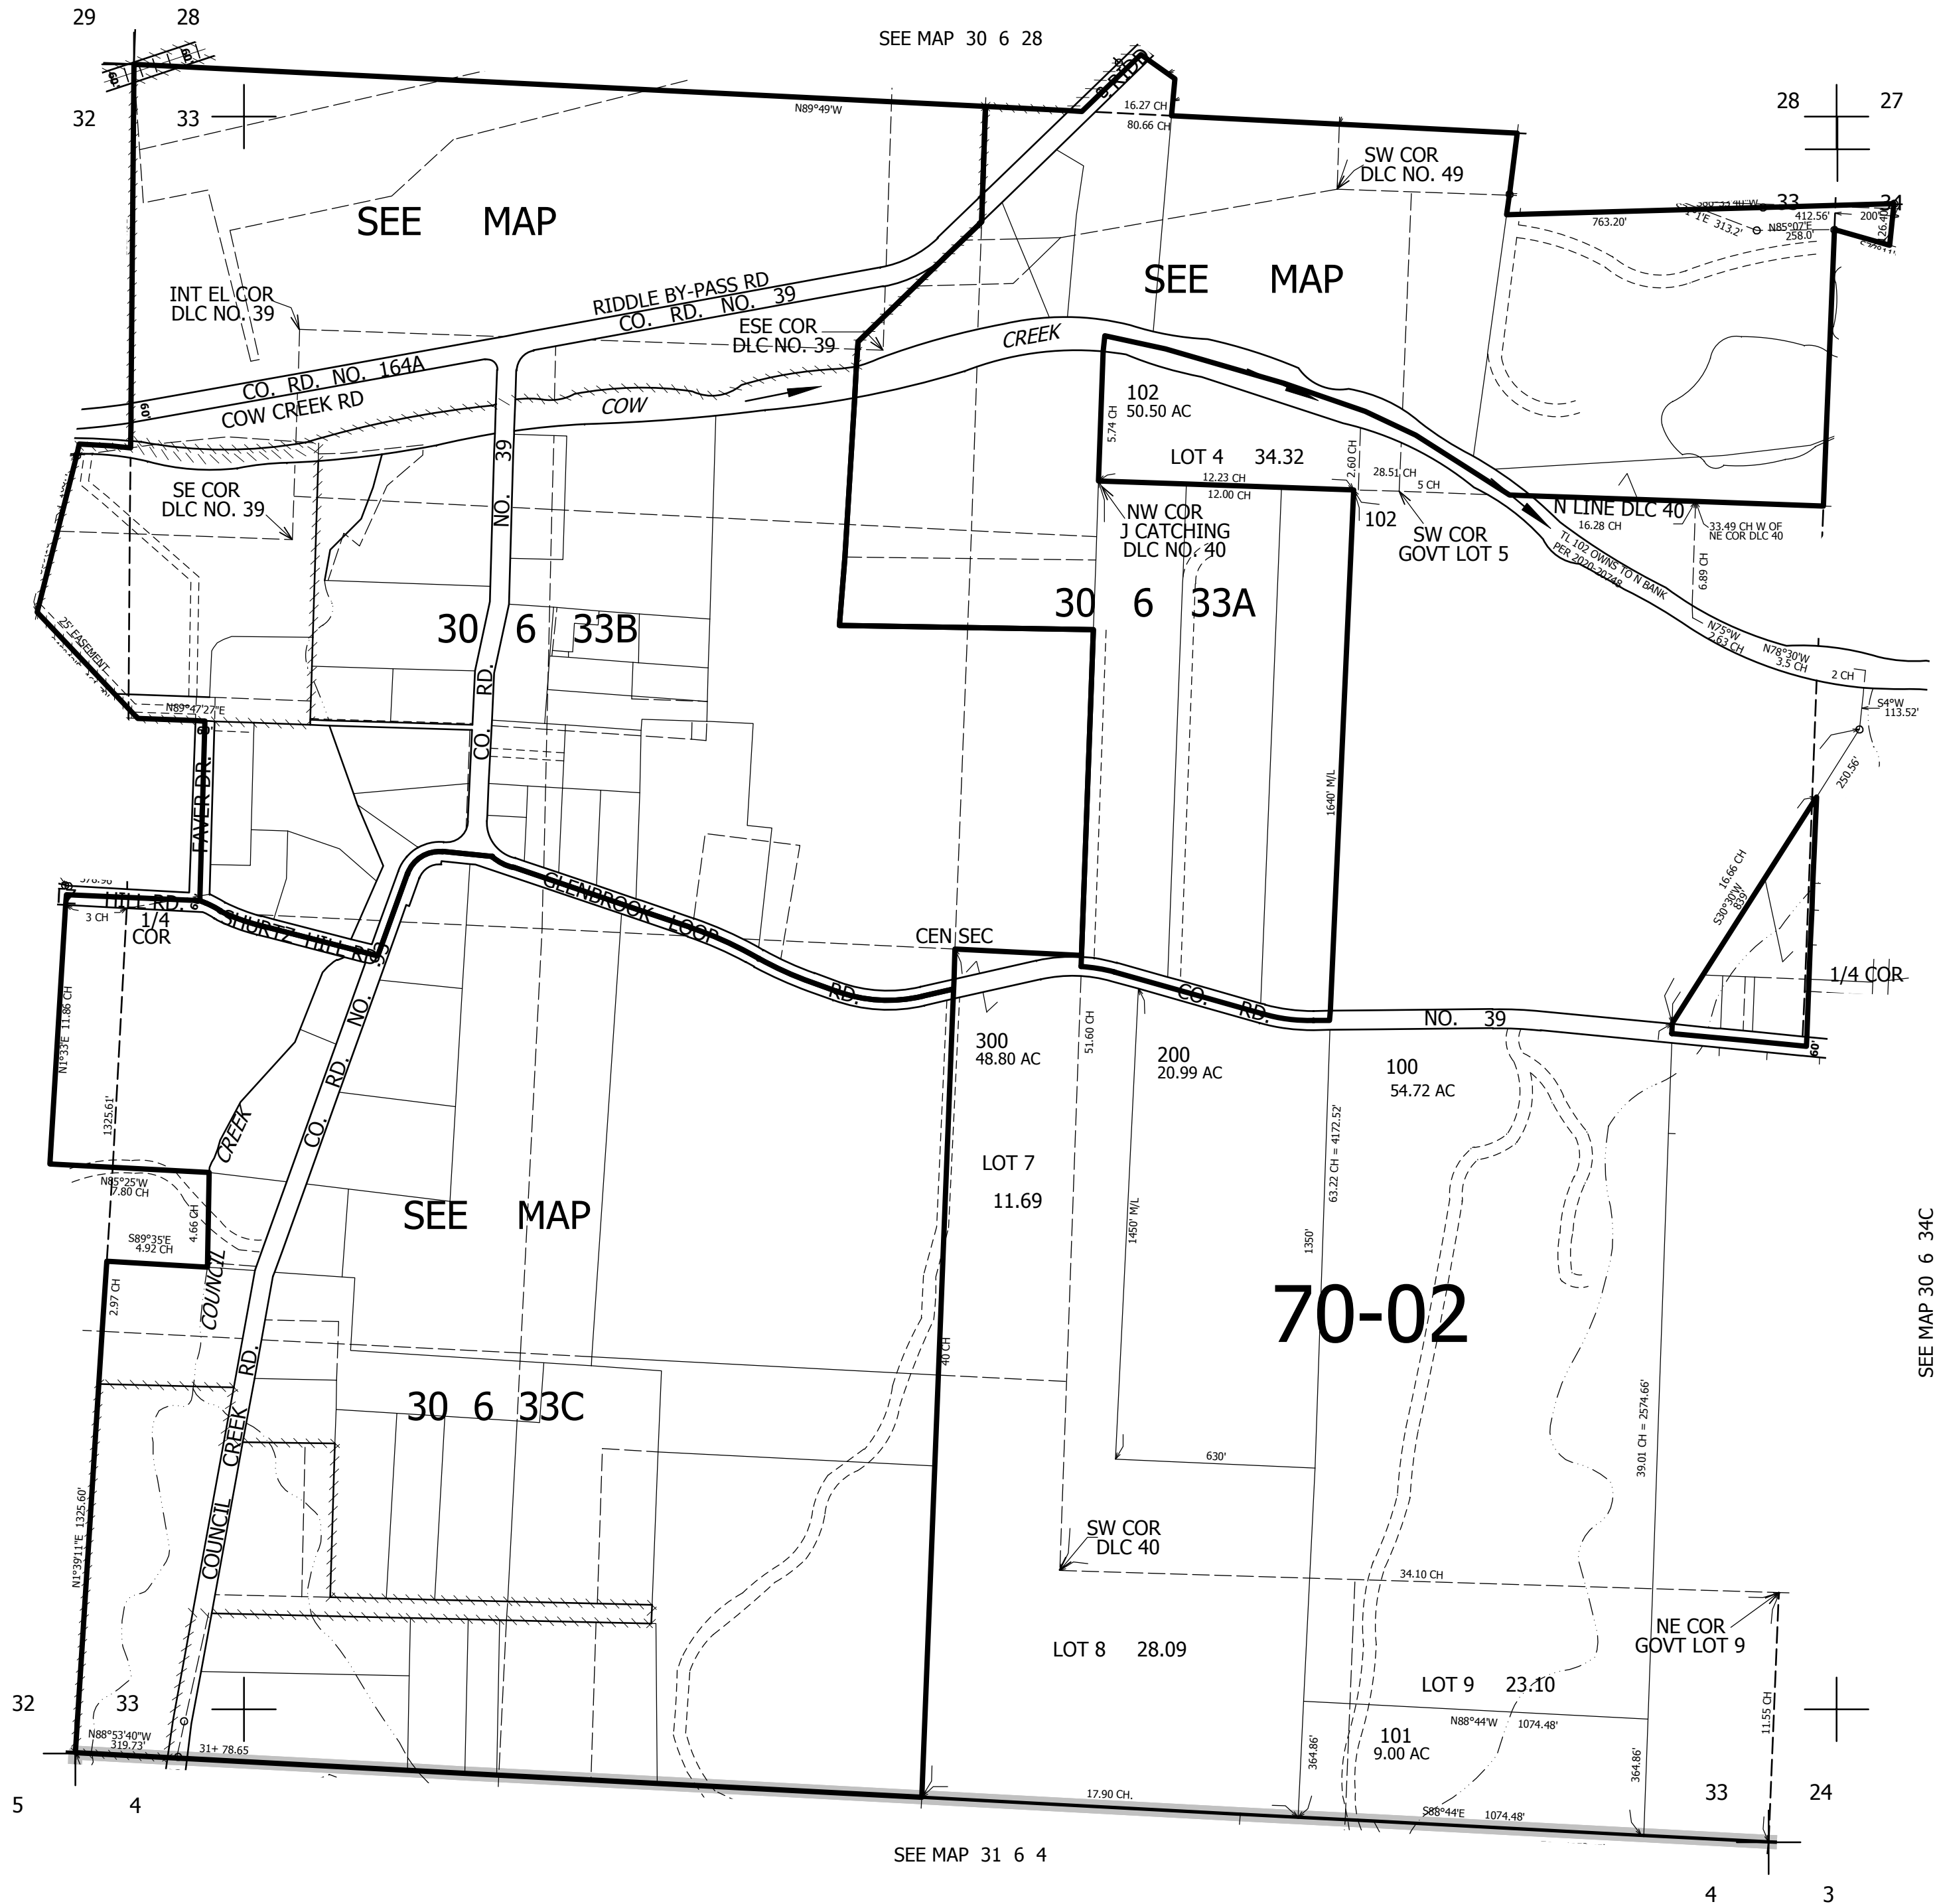 29 28
SEE MAP 30 6 28
60'
60'
32 33
N89°49'W
16.27 CH
80.66 CH
28 27
SW COR
DLC NO. 49
SEE MAP
33 34
763.20'
412.56'
200'
N85°07'E
258.0'
SEE MAP
INT EL COR
DLC NO. 39
RIDDLE BY-PASS RD
CO. RD. NO. 39
ESE COR
DLC NO. 39
CREEK
CO. RD. NO. 164A
COW CREEK RD
60'
COW
102
50.50 AC
5.74 CH
LOT 4 34.32
12.23 CH
12.00 CH
2.60 CH
28.51 CH
5 CH
SE COR
DLC NO. 39
NO. 39
NW COR
J CATCHING
DLC NO. 40
102
SW COR
GOVT LOT 5
N LINE DLC 40
16.28 CH
33.49 CH W OF
NE COR DLC 40
TL 102 OWNS TO N BANK
PER 2020-20748
6.89 CH
30 6 33A
30 6 33B
25' EASEMENT
N75°W
2.63 CH
N78°30'W
3.5 CH
2 CH
S4°W
113.52'
250.56'
N89°47'27"E
60'
CO. RD.
FAVER DR.
1640' M/L
16.66 CH
S30°30'W
839'
HILL RD.
3 CH
1/4
COR
SHURTZ HILL RD.
GLENBROOK LOOP
RD.
CEN SEC
CO. RD.
NO. 39
1/4 COR
60'
N1°33'E 11.86 CH
1325.61'
CO. RD. NO.
300
48.80 AC
51.60 CH
200
20.99 AC
100
54.72 AC
63.22 CH = 4172.52'
CREEK
LOT 7
11.69
N85°25'W
7.80 CH
4.66 CH
S89°35'E
4.92 CH
SEE MAP
1450' M/L
1350'
SEE MAP 30 6 34C
COUNCIL
2.97 CH
70-02
40 CH
30 6 33C
39.01 CH = 2574.66'
COUNCIL CREEK RD.
630'
N1°39'11"E 1325.60'
SW COR
DLC 40
34.10 CH
NE COR
GOVT LOT 9
LOT 8 28.09
LOT 9 23.10
32 33
N88°53'40"W
319.73'
31+ 78.65
N88°44'W 1074.48'
101
9.00 AC
364.86'
364.86'
11.55 CH
5 4
17.90 CH.
S88°44'E 1074.48'
33 24
SEE MAP 31 6 4
4 3